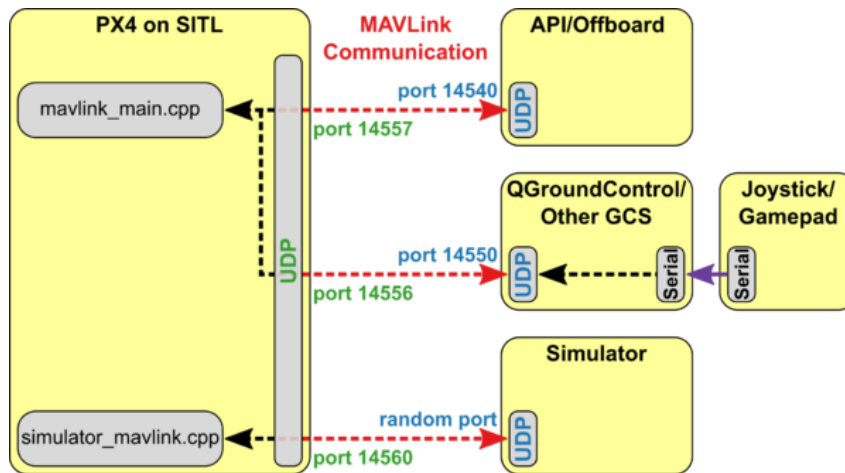 PX4 on SITL
MAVLink
Communication
API/Offboard
mavlink_main.cpp
port 14540
port 14557
UDP
UDP
QGroundControl/
Other GCS
Joystick/
Gamepad
port 14550
port 14556
UDP
Serial
Serial
Simulator
simulator_mavlink.cpp
random port
port 14560
UDP